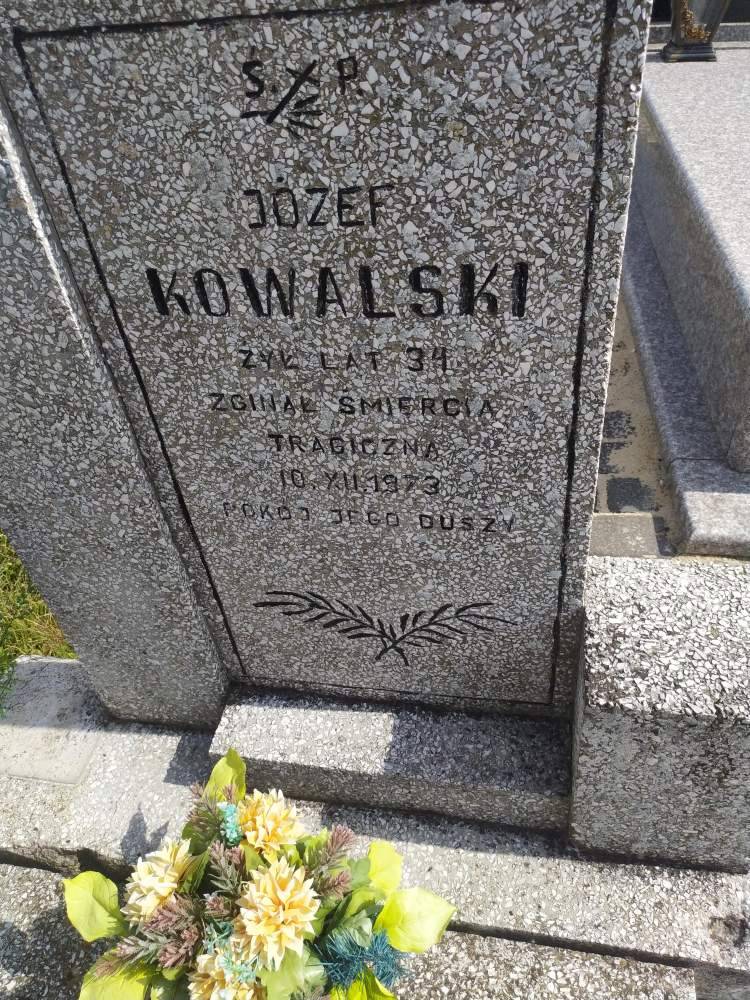 Ś. P.
JÓZEF
KOWALSKI
ŻYŁ LAT 34
ZGINĄŁ ŚMIERCIĄ
TRAGICZNĄ
10.XII.1973
POKÓJ JEGO DUSZY